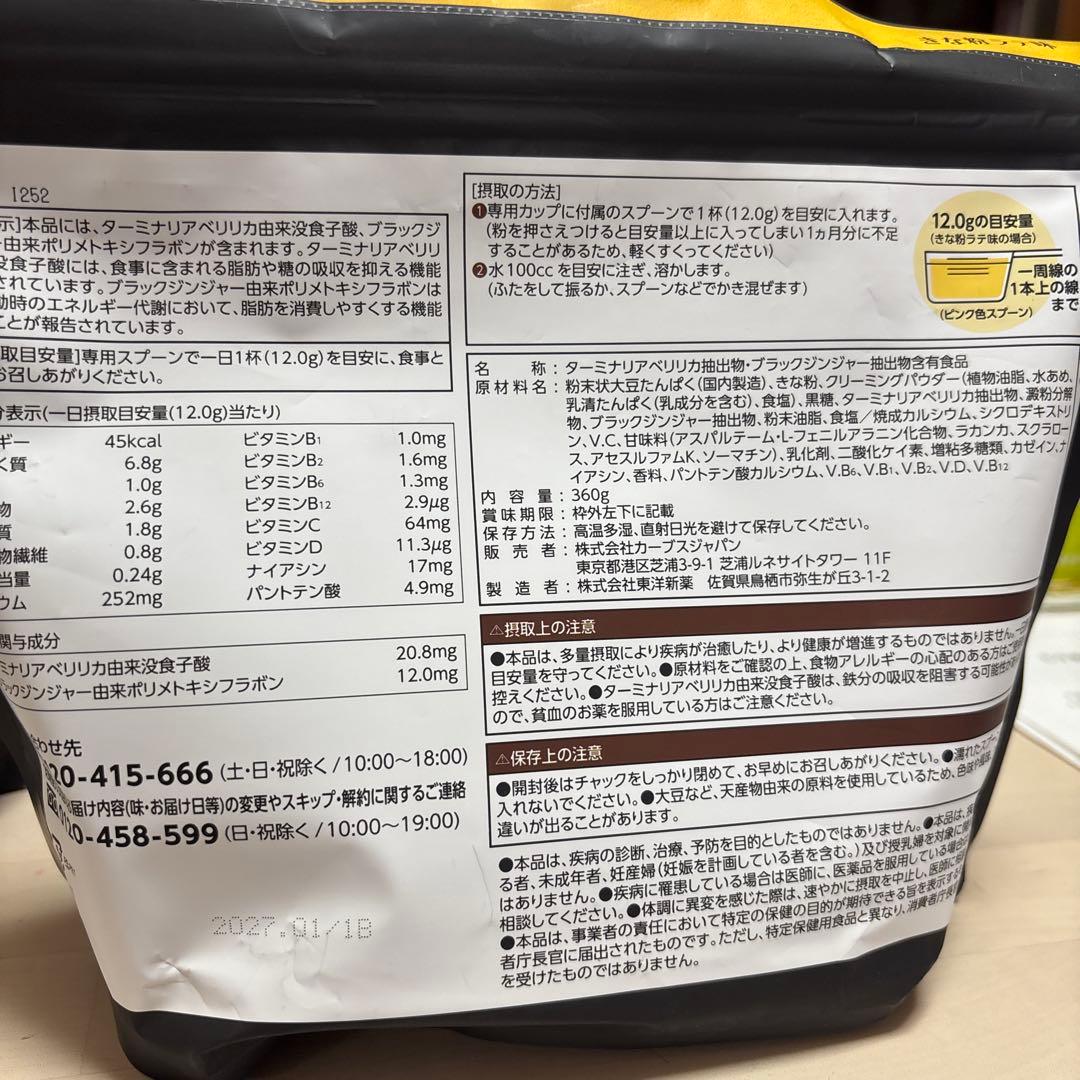 きな粉ラテ味
1252
示]本品には、ターミナリアベリリカ由来没食子酸、ブラックジ
由来ポリメトキシフラボンが含まれます。ターミナリアベリリ
没食子酸には、食事に含まれる脂肪や糖の吸収を抑える機能
されています。ブラックジンジャー由来ポリメトキシフラボンは
動時のエネルギー代謝において、脂肪を消費しやすくする機能
ことが報告されています。
取目安量]専用スプーンで一日1杯(12.0g)を目安に、食事と
お召しあがりください。
分表示(一日摂取目安量(12.0g)当たり)
ギー 45kcal ビタミンB1 1.0mg
く質 6.8g ビタミンB2 1.6mg
1.0g ビタミンB6 1.3mg
物 2.6g ビタミンB12 2.9μg
質 1.8g ビタミンC 64mg
物繊維 0.8g ビタミンD 11.3μg
当量 0.24g ナイアシン 17mg
ウム 252mg パントテン酸 4.9mg
関与成分
ミナリアベリリカ由来没食子酸 20.8mg
ラックジンジャー由来ポリメトキシフラボン 12.0mg
わせ先
20-415-666(土・日・祝除く/10:00〜18:00)
届け内容(味・お届け日等)の変更やスキップ・解約に関するご連絡
0120-458-599(日・祝除く/10:00〜19:00)
2027.01/1B
[摂取の方法]
❶専用カップに付属のスプーンで1杯(12.0g)を目安に入れます。
(粉を押さえつけると目安量以上に入ってしまい1ヵ月分に不足
することがあるため、軽くすくってください)
❷水100ccを目安に注ぎ、溶かします。
(ふたをして振るか、スプーンなどでかき混ぜます)
12.0gの目安量
(きな粉ラテ味の場合)
一周線の
1本上の線
まで
(ピンク色スプーン)
名称:ターミナリアベリリカ抽出物・ブラックジンジャー抽出物含有食品
原材料名:粉末状大豆たんぱく(国内製造)、きな粉、クリーミングパウダー(植物油脂、水あめ、
乳清たんぱく(乳成分を含む)、食塩)、黒糖、ターミナリアベリリカ抽出物、澱粉分解
物、ブラックジンジャー抽出物、粉末油脂、食塩/焼成カルシウム、シクロデキストリ
ン、V.C、甘味料(アスパルテーム・L-フェニルアラニン化合物、ラカンカ、スクラロー
ス、アセスルファムK、ソーマチン)、乳化剤、二酸化ケイ素、増粘多糖類、カゼイン、ナ
イアシン、香料、パントテン酸カルシウム、V.B6、V.B1、V.B2、V.D、V.B12
内容量:360g
賞味期限:枠外左下に記載
保存方法:高温多湿、直射日光を避けて保存してください。
販売者:株式会社カーブスジャパン
東京都港区芝浦3-9-1 芝浦ルネサイトタワー 11F
製造者:株式会社東洋新薬 佐賀県鳥栖市弥生が丘3-1-2
⚠摂取上の注意
●本品は、多量摂取により疾病が治癒したり、より健康が増進するものではありません。一日
目安量を守ってください。●原材料をご確認の上、食物アレルギーの心配のある方はご
控えください。●ターミナリアベリリカ由来没食子酸は、鉄分の吸収を阻害する可能性が
ので、貧血のお薬を服用している方はご注意ください。
⚠保存上の注意
●開封後はチャックをしっかり閉めて、お早めにお召しあがりください。●濡れたスプー
入れないでください。●大豆など、天産物由来の原料を使用しているため、色味や
違いが出ることがあります。
●本品は、疾病の診断、治療、予防を目的としたものではありません。●本品は、
る者、未成年者、妊産婦(妊娠を計画している者を含む。)及び授乳婦を対象に
はありません。●疾病に罹患している場合は医師に、医薬品を服用している場合
相談してください。●体調に異変を感じた際は、速やかに摂取を中止し、医師に
●本品は、事業者の責任において特定の保健の目的が期待できる旨を表示する
者庁長官に届出されたものです。ただし、特定保健用食品と異なり、消費者庁長
を受けたものではありません。